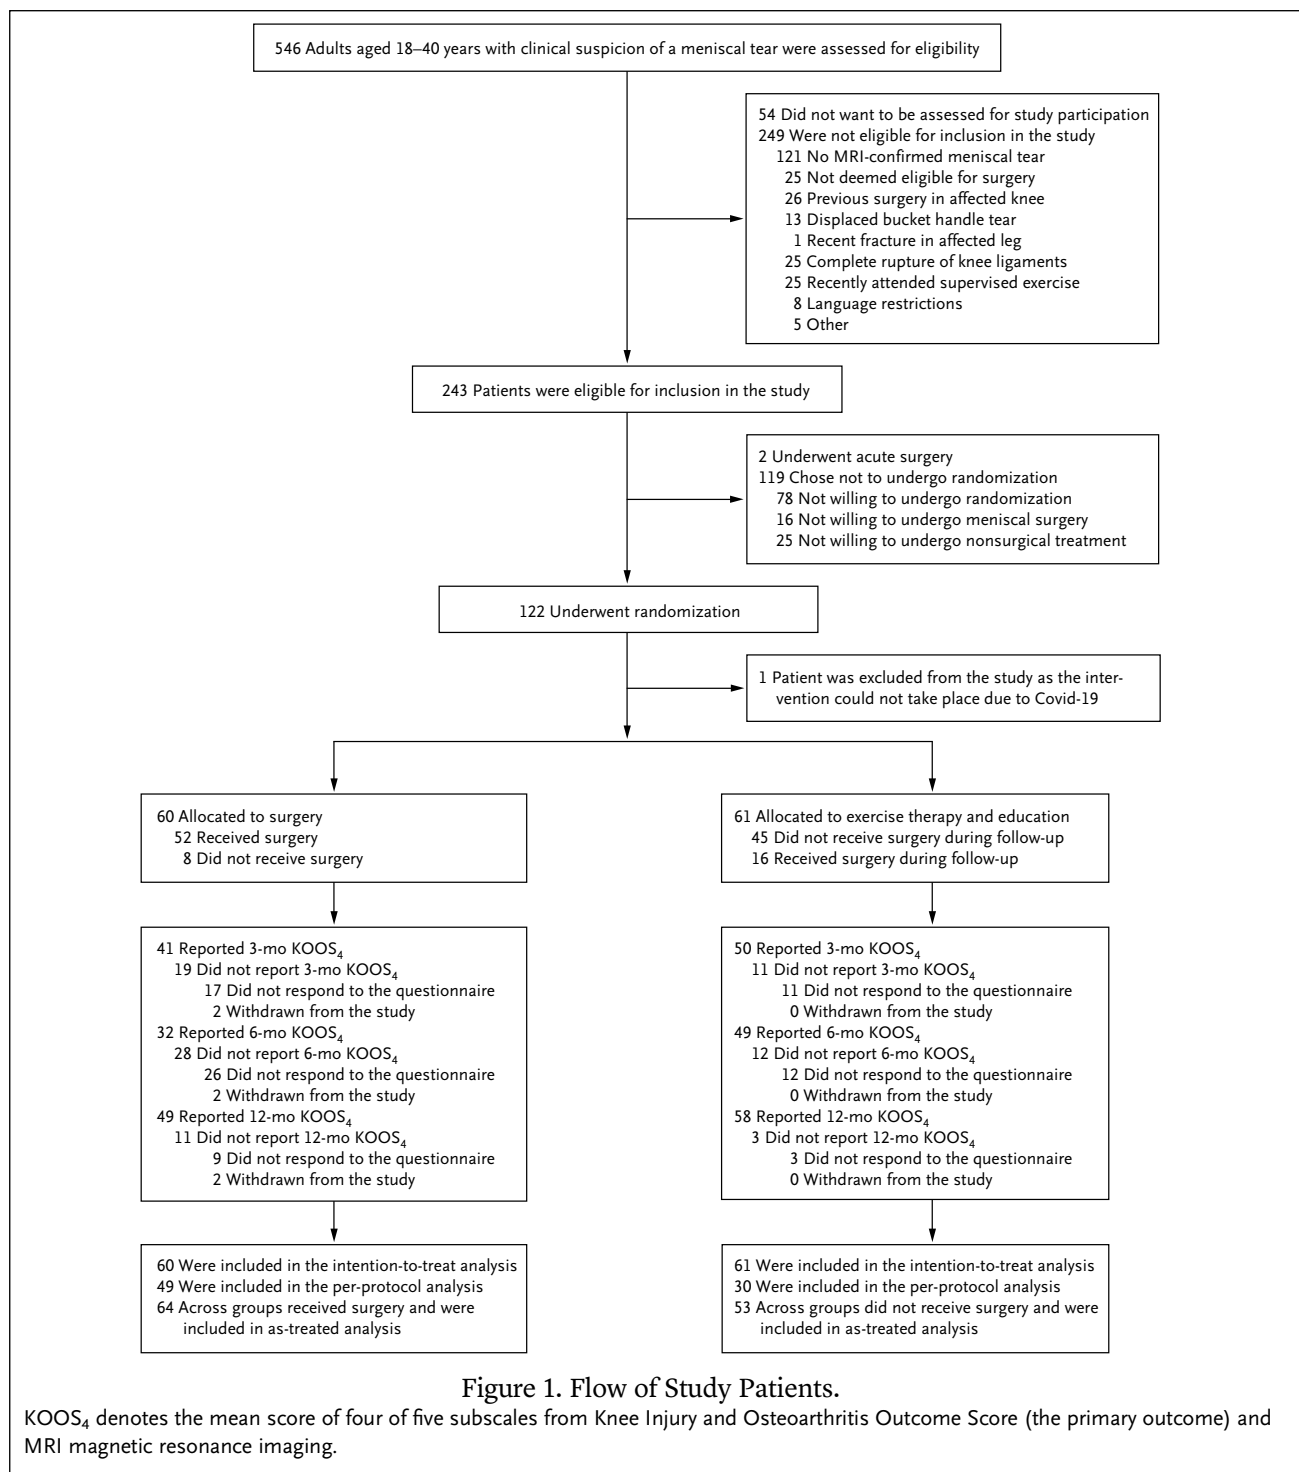 546 Adults aged 18–40 years with clinical suspicion of a meniscal tear were assessed for eligibility
54 Did not want to be assessed for study participation
249 Were not eligible for inclusion in the study
121 No MRI-confirmed meniscal tear
25 Not deemed eligible for surgery
26 Previous surgery in affected knee
13 Displaced bucket handle tear
1 Recent fracture in affected leg
25 Complete rupture of knee ligaments
25 Recently attended supervised exercise
8 Language restrictions
5 Other
243 Patients were eligible for inclusion in the study
2 Underwent acute surgery
119 Chose not to undergo randomization
78 Not willing to undergo randomization
16 Not willing to undergo meniscal surgery
25 Not willing to undergo nonsurgical treatment
122 Underwent randomization
1 Patient was excluded from the study as the inter-
vention could not take place due to Covid-19
60 Allocated to surgery
52 Received surgery
8 Did not receive surgery
61 Allocated to exercise therapy and education
45 Did not receive surgery during follow-up
16 Received surgery during follow-up
41 Reported 3-mo KOOS₄
19 Did not report 3-mo KOOS₄
17 Did not respond to the questionnaire
2 Withdrawn from the study
32 Reported 6-mo KOOS₄
28 Did not report 6-mo KOOS₄
26 Did not respond to the questionnaire
2 Withdrawn from the study
49 Reported 12-mo KOOS₄
11 Did not report 12-mo KOOS₄
9 Did not respond to the questionnaire
2 Withdrawn from the study
50 Reported 3-mo KOOS₄
11 Did not report 3-mo KOOS₄
11 Did not respond to the questionnaire
0 Withdrawn from the study
49 Reported 6-mo KOOS₄
12 Did not report 6-mo KOOS₄
12 Did not respond to the questionnaire
0 Withdrawn from the study
58 Reported 12-mo KOOS₄
3 Did not report 12-mo KOOS₄
3 Did not respond to the questionnaire
0 Withdrawn from the study
60 Were included in the intention-to-treat analysis
49 Were included in the per-protocol analysis
64 Across groups received surgery and were
included in as-treated analysis
61 Were included in the intention-to-treat analysis
30 Were included in the per-protocol analysis
53 Across groups did not receive surgery and were
included in as-treated analysis
Figure 1. Flow of Study Patients.
KOOS₄ denotes the mean score of four of five subscales from Knee Injury and Osteoarthritis Outcome Score (the primary outcome) and
MRI magnetic resonance imaging.